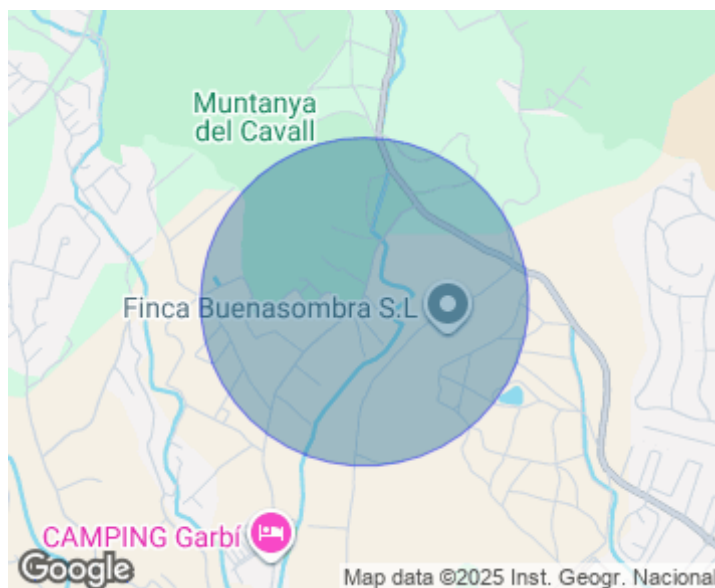 Muntanya
del Cavall
Finca Buenasombra S.L
CAMPING Garbí
Google
Map data ©2025 Inst. Geogr. Nacional